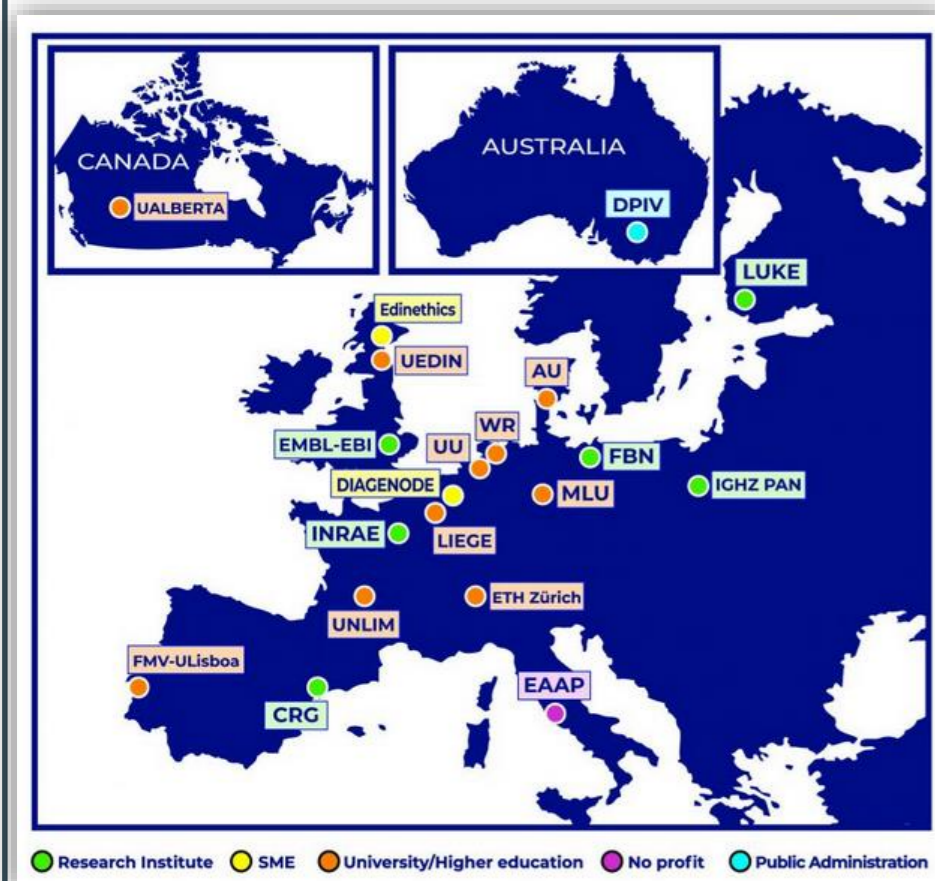 CANADA
UALBERTA
AUSTRALIA
DPIV
LUKE
Edinethics
UEDIN
AU
WR
EMBL-EBI
UU
FBN
DIAGENODE
MLU
IGHZ PAN
INRAE
LIEGE
UNLIM
ETH Zürich
FMV-ULisboa
EAAP
CRG
Research Institute SME University/Higher education No profit Public Administration